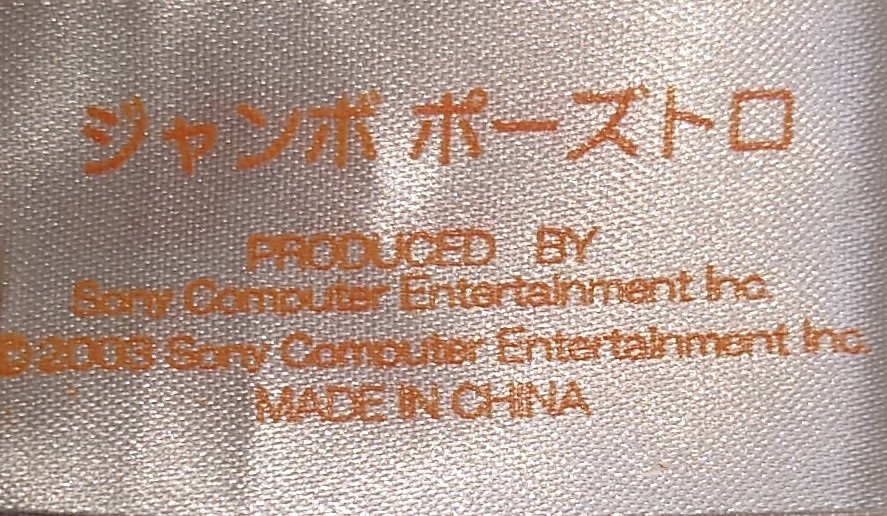 ジャンボ ポーズトロ
PRODUCED BY
Sony Computer Entertainment Inc.
©2003 Sony Computer Entertainment Inc.
MADE IN CHINA